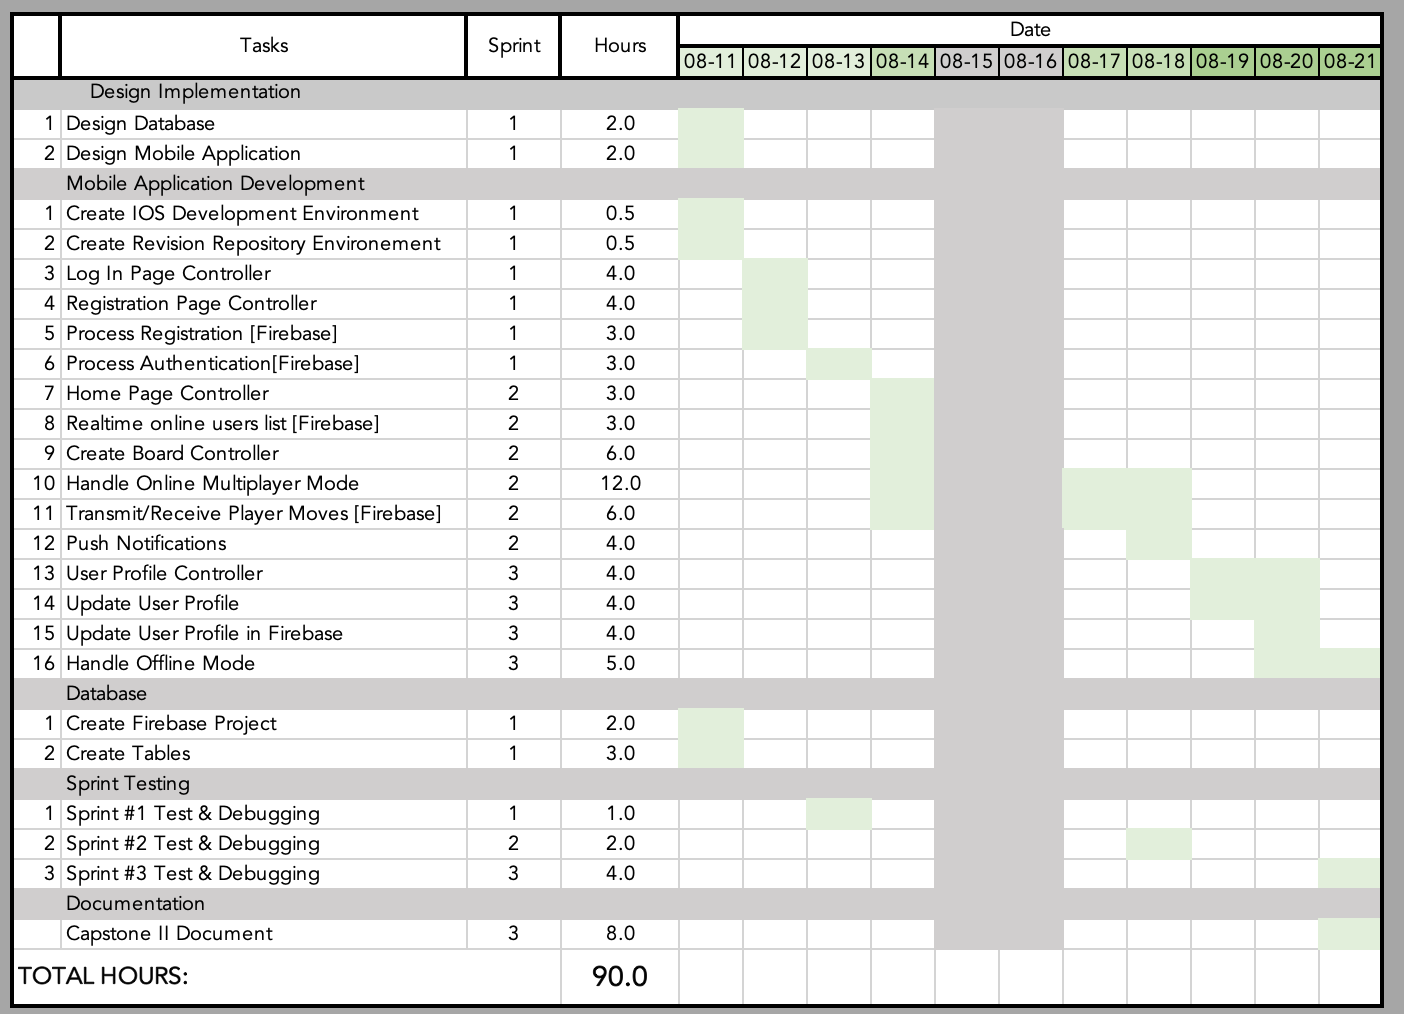 Tasks Sprint Hours Date
08-11 08-12 08-13 08-14 08-15 08-16 08-17 08-18 08-19 08-20 08-21
Design Implementation
1 Design Database 1 2.0
2 Design Mobile Application 1 2.0
Mobile Application Development
1 Create IOS Development Environment 1 0.5
2 Create Revision Repository Environement 1 0.5
3 Log In Page Controller 1 4.0
4 Registration Page Controller 1 4.0
5 Process Registration [Firebase] 1 3.0
6 Process Authentication[Firebase] 1 3.0
7 Home Page Controller 2 3.0
8 Realtime online users list [Firebase] 2 3.0
9 Create Board Controller 2 6.0
10 Handle Online Multiplayer Mode 2 12.0
11 Transmit/Receive Player Moves [Firebase] 2 6.0
12 Push Notifications 2 4.0
13 User Profile Controller 3 4.0
14 Update User Profile 3 4.0
15 Update User Profile in Firebase 3 4.0
16 Handle Offline Mode 3 5.0
Database
1 Create Firebase Project 1 2.0
2 Create Tables 1 3.0
Sprint Testing
1 Sprint #1 Test & Debugging 1 1.0
2 Sprint #2 Test & Debugging 2 2.0
3 Sprint #3 Test & Debugging 3 4.0
Documentation
Capstone II Document 3 8.0
TOTAL HOURS: 90.0